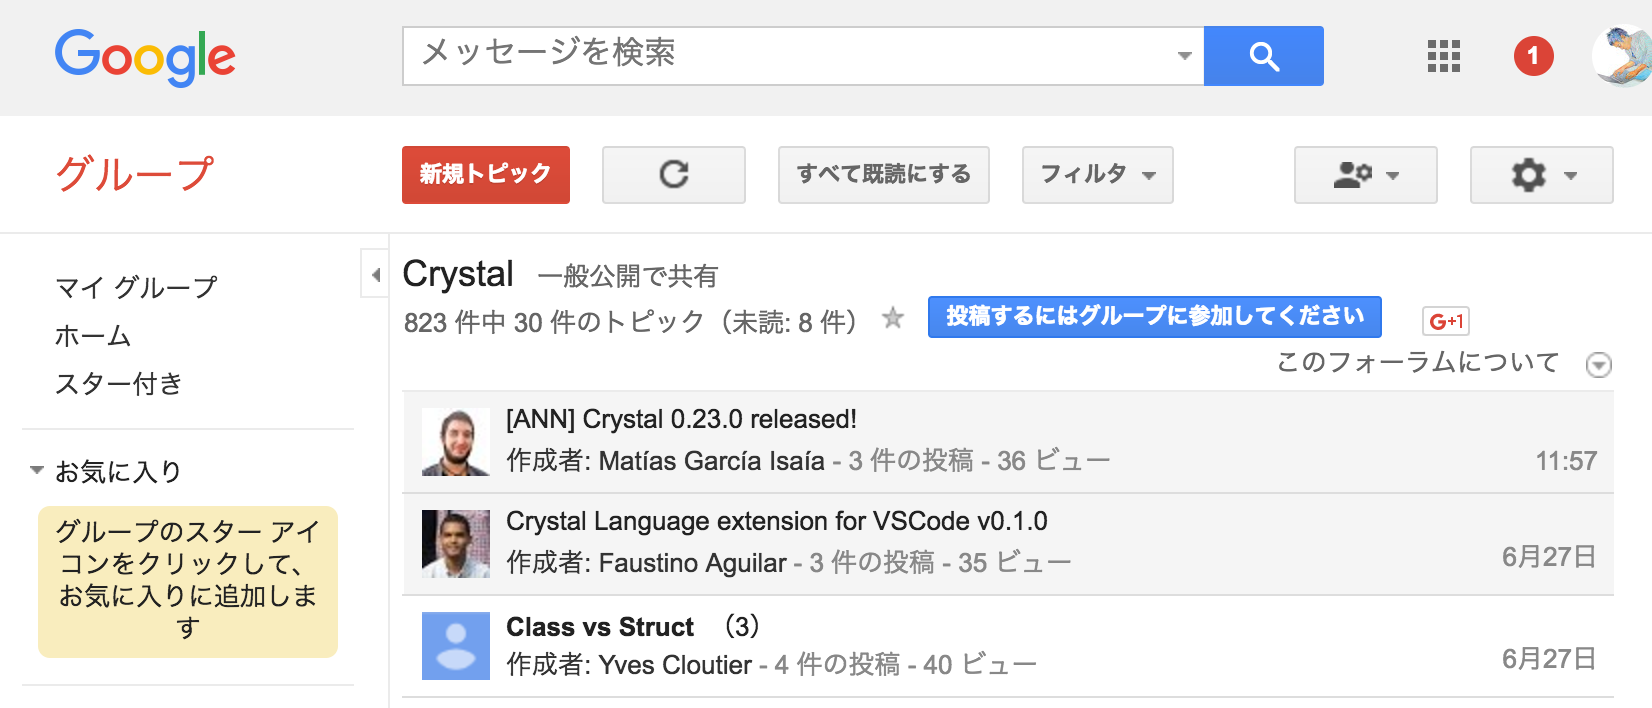 Google
メッセージを検索
1
グループ
新規トピック
すべて既読にする
フィルタ
マイ グループ
ホーム
スター付き
お気に入り
グループのスター アイ
コンをクリックして、
お気に入りに追加しま
す
Crystal 一般公開で共有
823 件中 30 件のトピック（未読: 8 件）
投稿するにはグループに参加してください
G+1
このフォーラムについて
[ANN] Crystal 0.23.0 released!
作成者: Matías García Isaía - 3 件の投稿 - 36 ビュー
11:57
Crystal Language extension for VSCode v0.1.0
作成者: Faustino Aguilar - 3 件の投稿 - 35 ビュー
6月27日
Class vs Struct （3）
作成者: Yves Cloutier - 4 件の投稿 - 40 ビュー
6月27日